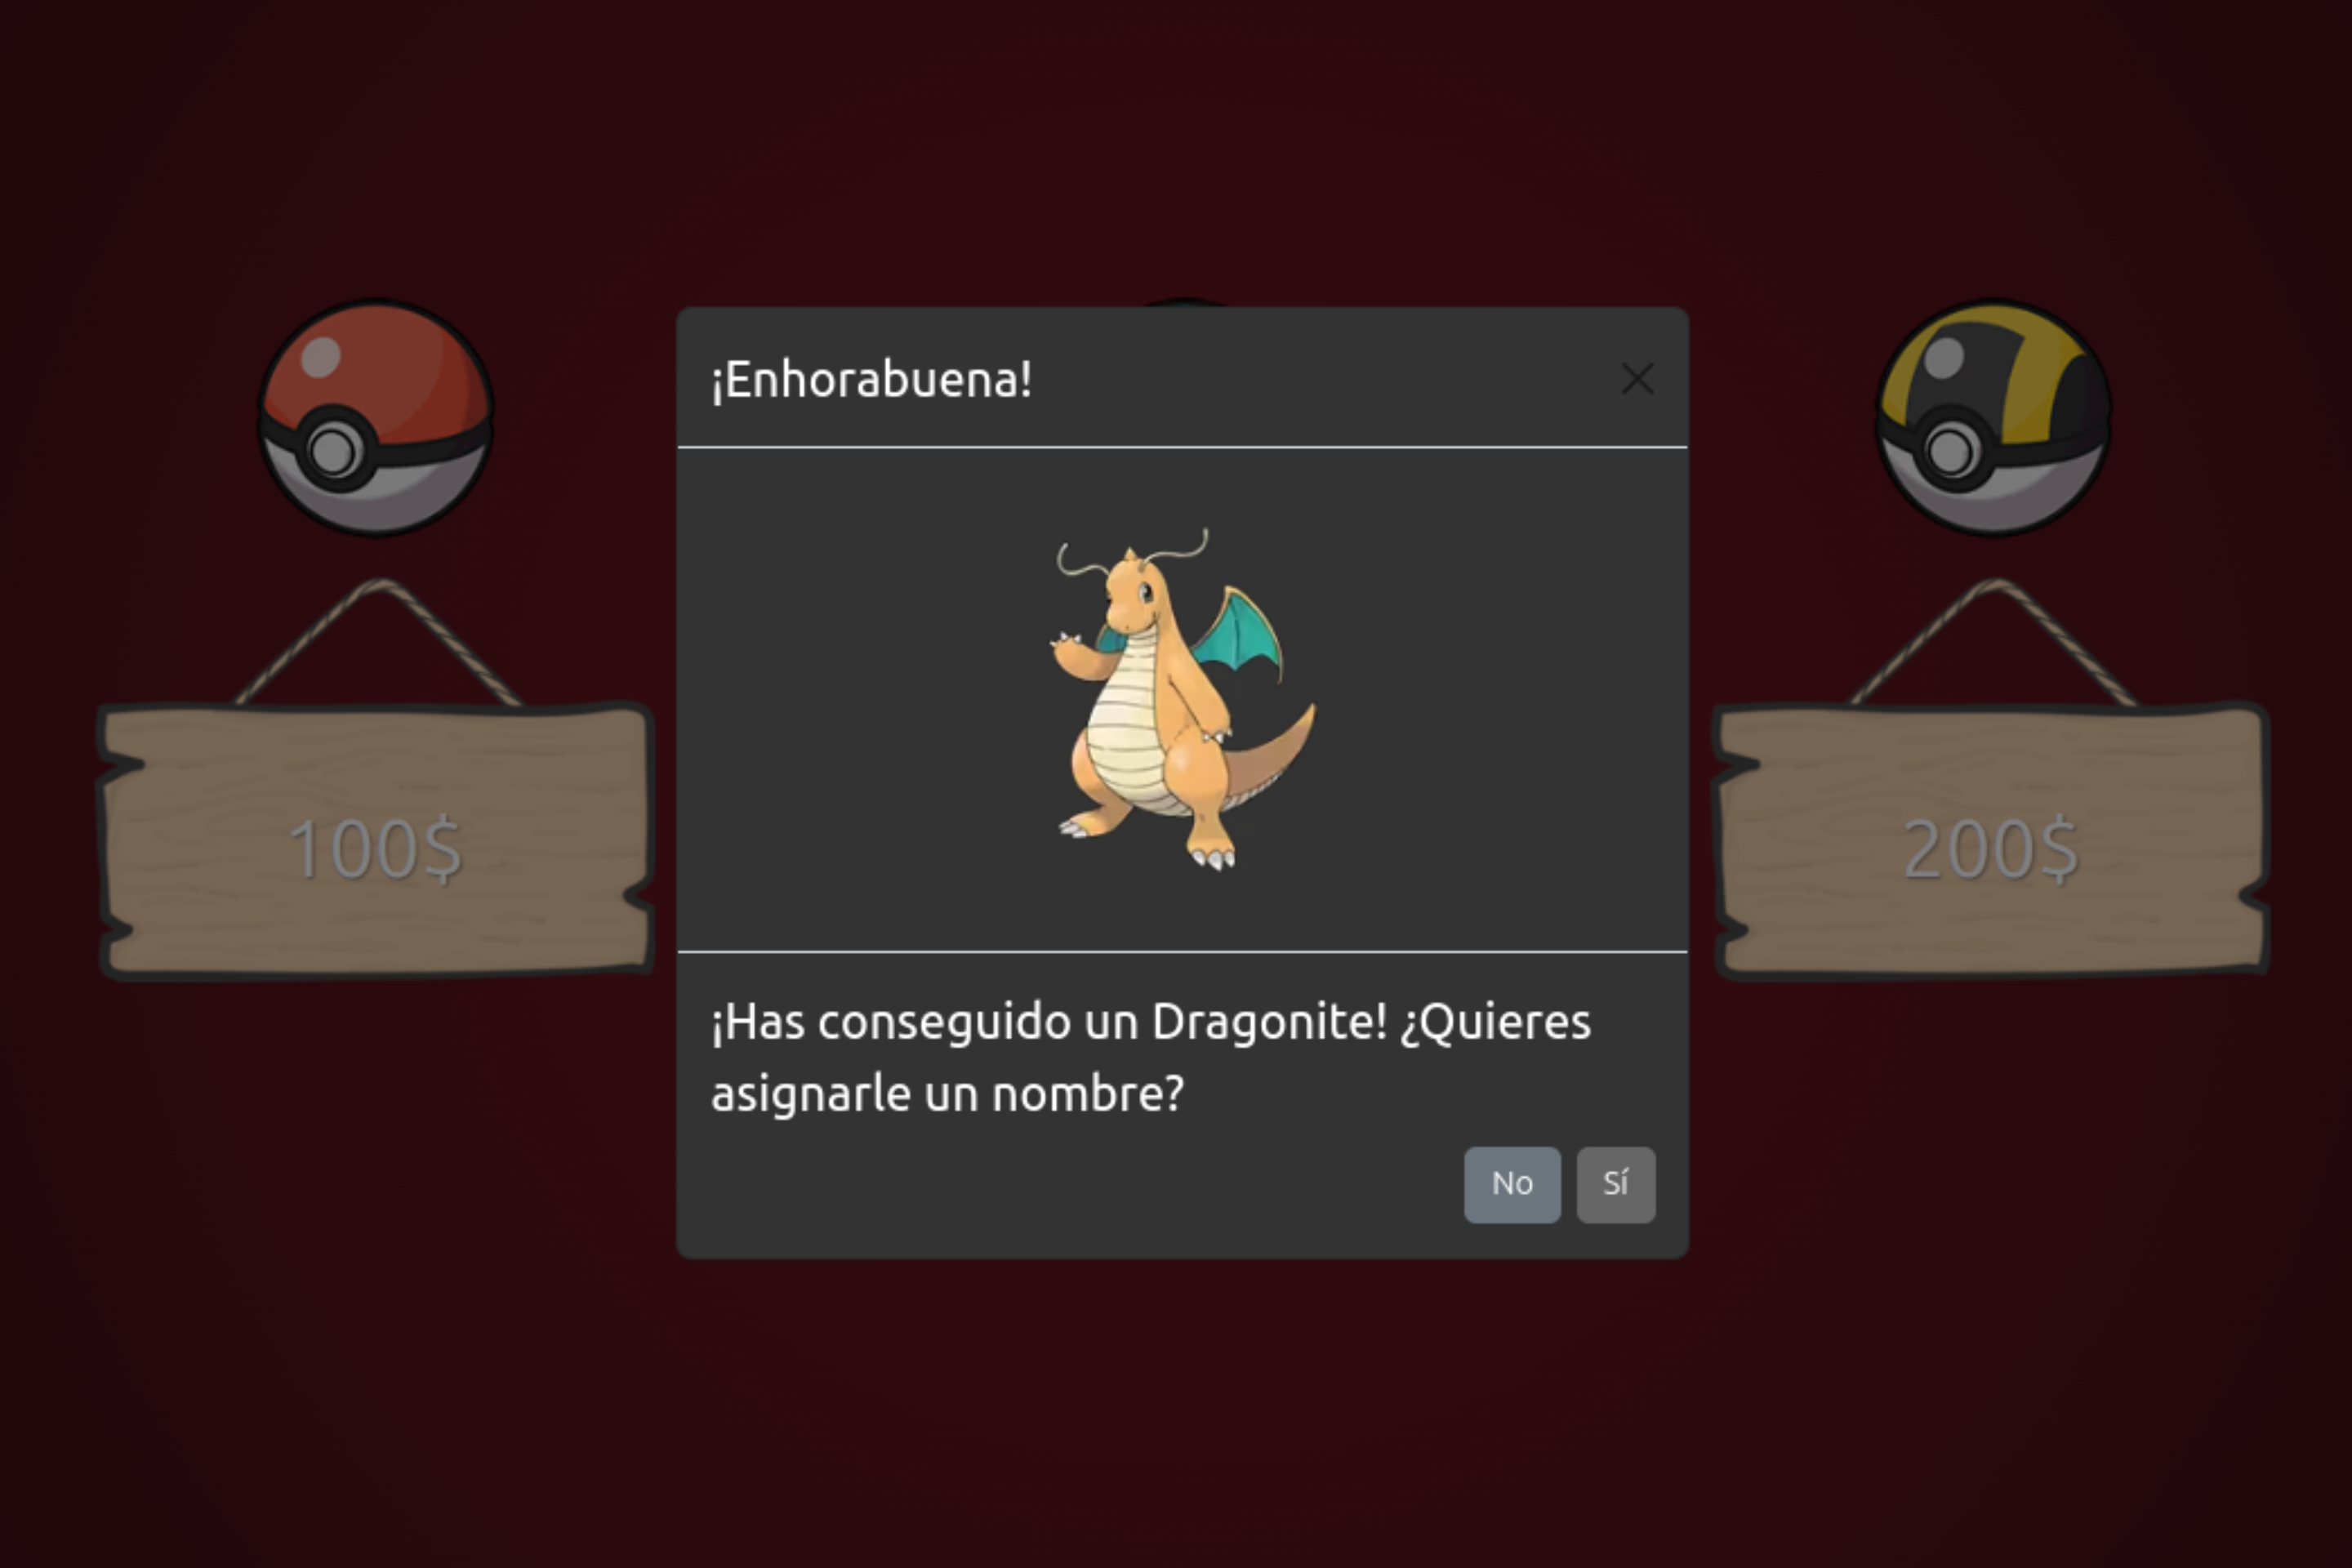 ¡Enhorabuena!
100$
200$
¡Has conseguido un Dragonite! ¿Quieres
asignarle un nombre?
No
Sí